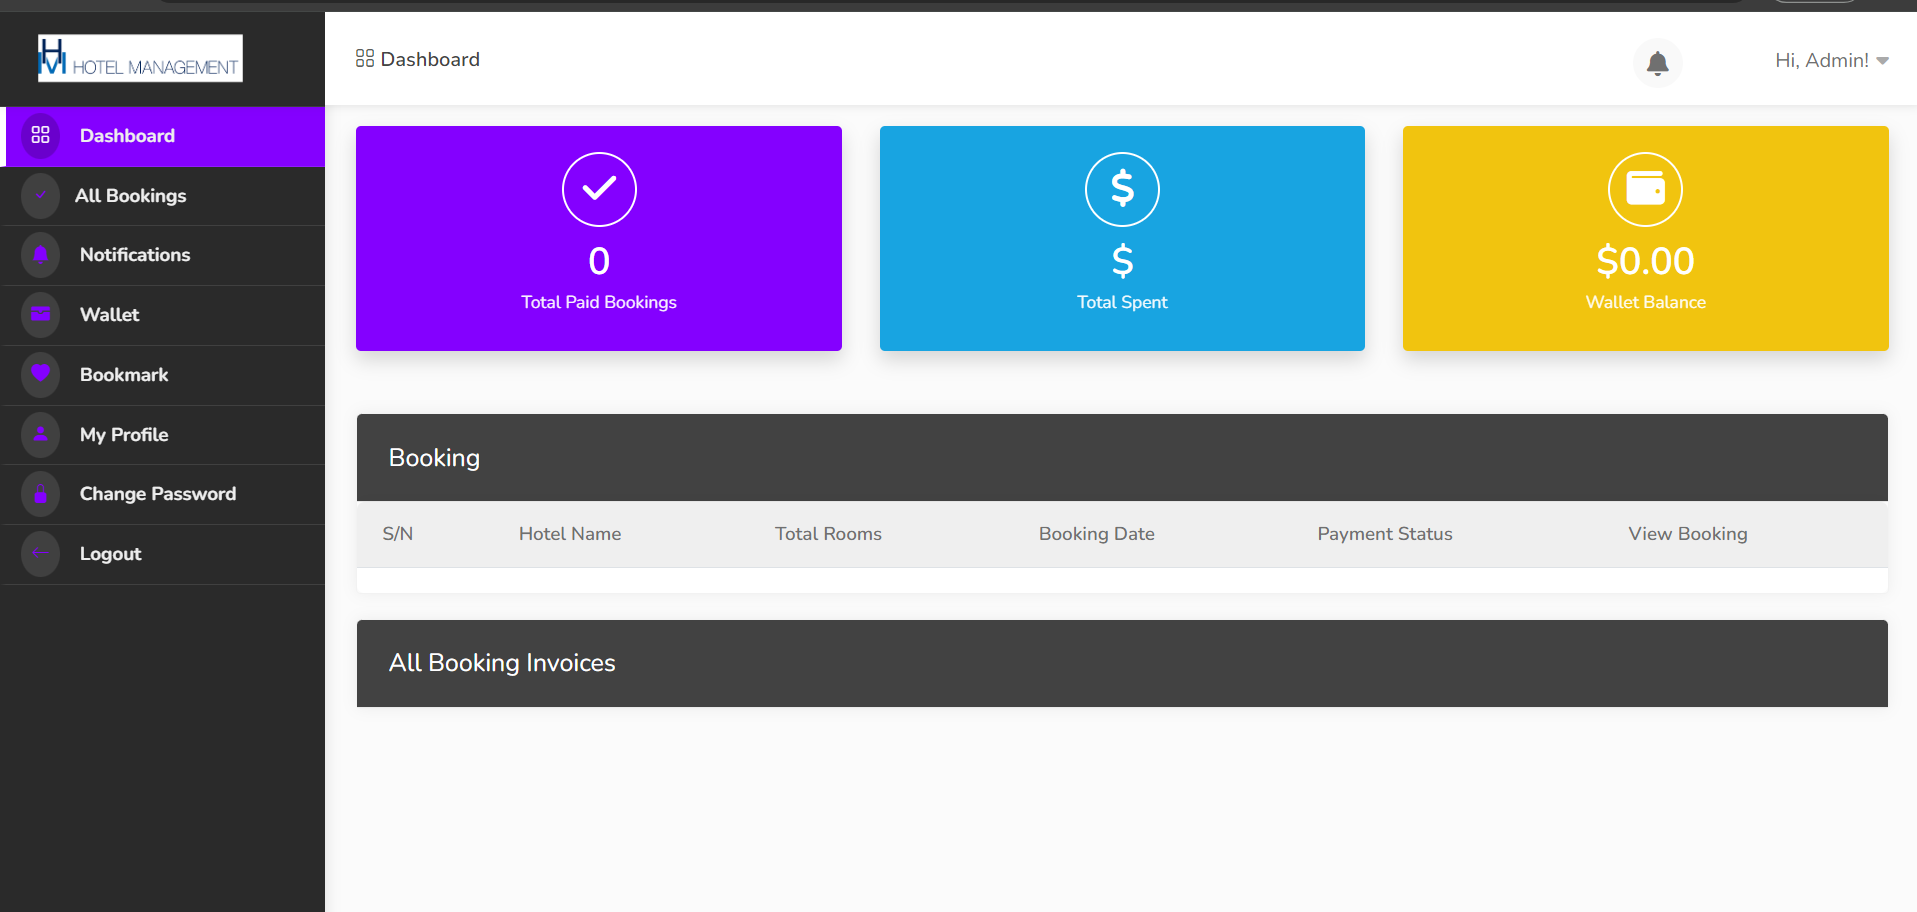 HM HOTEL MANAGEMENT
Dashboard
Hi, Admin!
Dashboard
All Bookings
Notifications
Wallet
Bookmark
My Profile
Change Password
Logout
0
Total Paid Bookings
$
Total Spent
$0.00
Wallet Balance
Booking
S/N Hotel Name Total Rooms Booking Date Payment Status View Booking
All Booking Invoices